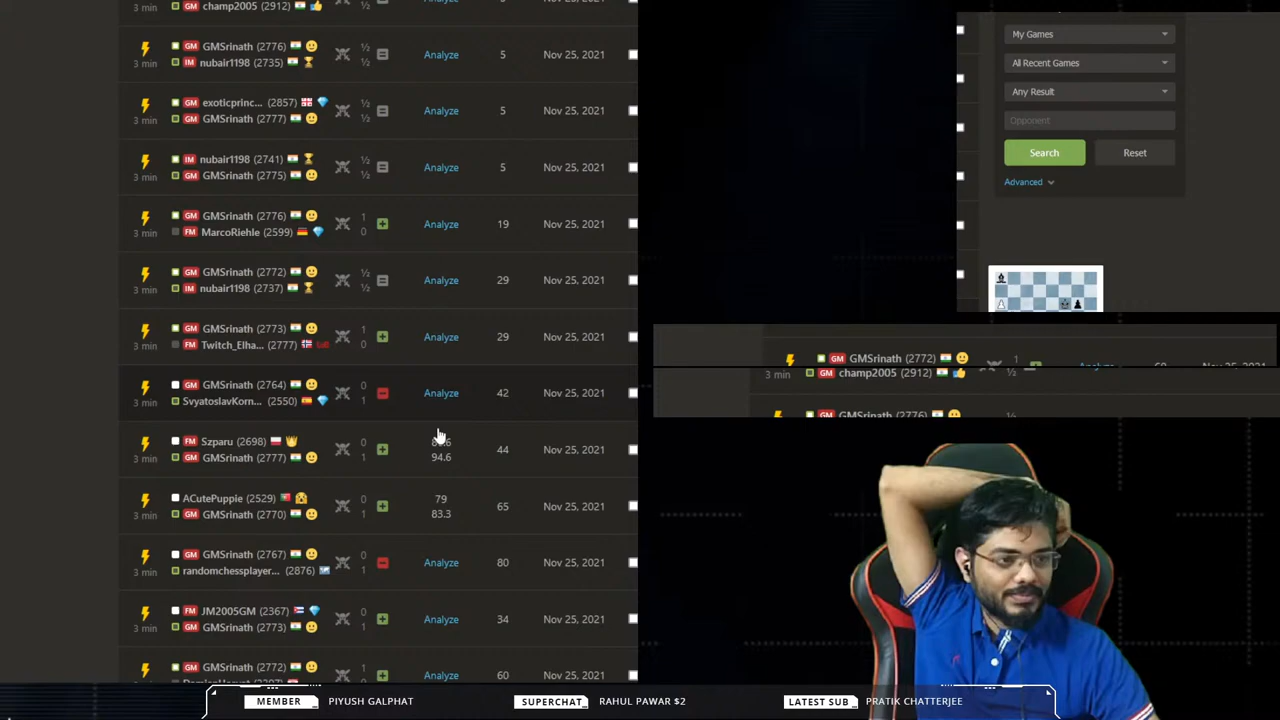 GM champ2005 (2912) ½ Analyze
3 min
GM GMSrinath (2776) ½
3 min IM nubair1198 (2735) ½ Analyze 5 Nov 25, 2021
GM exoticprinc... (2857) ½
3 min GM GMSrinath (2777) ½ Analyze 5 Nov 25, 2021
IM nubair1198 (2741) ½
3 min GM GMSrinath (2775) ½ Analyze 5 Nov 25, 2021
GM GMSrinath (2776) 1
3 min FM MarcoRiehle (2599) 0 Analyze 19 Nov 25, 2021
GM GMSrinath (2772) ½
3 min IM nubair1198 (2737) ½ Analyze 29 Nov 25, 2021
GM GMSrinath (2773) 1
3 min FM Twitch_Elha... (2777) 0 Analyze 29 Nov 25, 2021
GM GMSrinath (2764) 0
3 min SvyatoslavKorn... (2550) 1 Analyze 42 Nov 25, 2021
FM Szparu (2698) 0
3 min GM GMSrinath (2777) 1 94.6 44 Nov 25, 2021
ACutePuppie (2529) 0 79
3 min GM GMSrinath (2770) 1 83.3 65 Nov 25, 2021
GM GMSrinath (2767) 0
3 min randomchessplayer... (2876) 1 Analyze 80 Nov 25, 2021
FM JM2005GM (2367) 0
3 min GM GMSrinath (2773) 1 Analyze 34 Nov 25, 2021
GM GMSrinath (2772) 1 Analyze 60 Nov 25, 2021
My Games
All Recent Games
Any Result
Opponent
Search Reset
Advanced
GM GMSrinath (2772) 1
3 min GM champ2005 (2912) ½
GM GMSrinath (2776)
MEMBER PIYUSH GALPHAT SUPERCHAT RAHUL PAWAR $2 LATEST SUB PRATIK CHATTERJEE